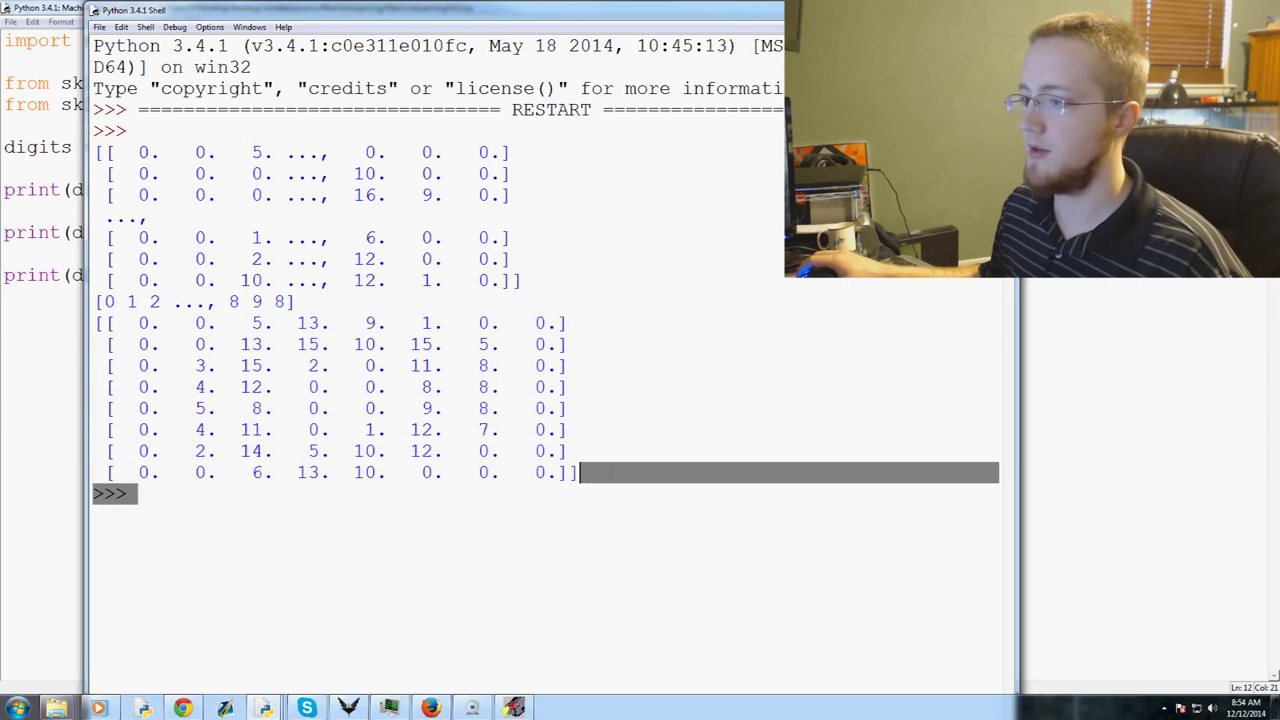 Python 3.4.1: Machi
Python 3.4.1 Shell
File Edit Format
File Edit Shell Debug Options Windows Help
import
from sk
from sk
digits
print(d
print(d
print(d
Python 3.4.1 (v3.4.1:c0e311e010fc, May 18 2014, 10:45:13) [MS
D64)] on win32
Type "copyright", "credits" or "license()" for more informati
>>> ================================ RESTART ================
>>>
[[ 0. 0. 5. ..., 0. 0. 0.]
[ 0. 0. 0. ..., 10. 0. 0.]
[ 0. 0. 0. ..., 16. 9. 0.]
...,
[ 0. 0. 1. ..., 6. 0. 0.]
[ 0. 0. 2. ..., 12. 0. 0.]
[ 0. 0. 10. ..., 12. 1. 0.]]
[0 1 2 ..., 8 9 8]
[[ 0. 0. 5. 13. 9. 1. 0. 0.]
[ 0. 0. 13. 15. 10. 15. 5. 0.]
[ 0. 3. 15. 2. 0. 11. 8. 0.]
[ 0. 4. 12. 0. 0. 8. 8. 0.]
[ 0. 5. 8. 0. 0. 9. 8. 0.]
[ 0. 4. 11. 0. 1. 12. 7. 0.]
[ 0. 2. 14. 5. 10. 12. 0. 0.]
[ 0. 0. 6. 13. 10. 0. 0. 0.]]
>>>
Ln: 12 Col: 21
8:54 AM
12/12/2014